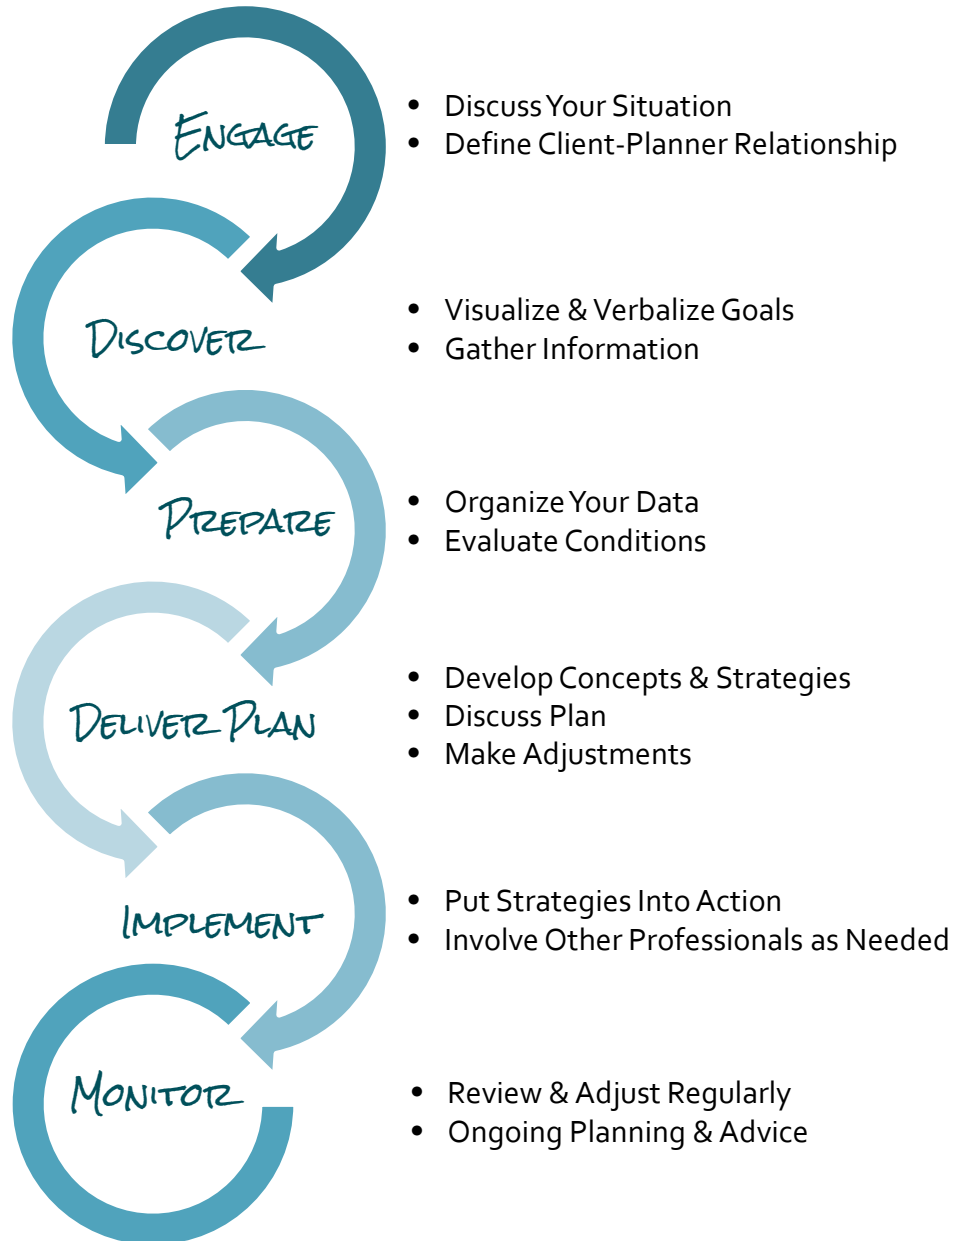 ENGAGE
• Discuss Your Situation
• Define Client-Planner Relationship
DISCOVER
• Visualize & Verbalize Goals
• Gather Information
PREPARE
• Organize Your Data
• Evaluate Conditions
DELIVER PLAN
• Develop Concepts & Strategies
• Discuss Plan
• Make Adjustments
IMPLEMENT
• Put Strategies Into Action
• Involve Other Professionals as Needed
MONITOR
• Review & Adjust Regularly
• Ongoing Planning & Advice